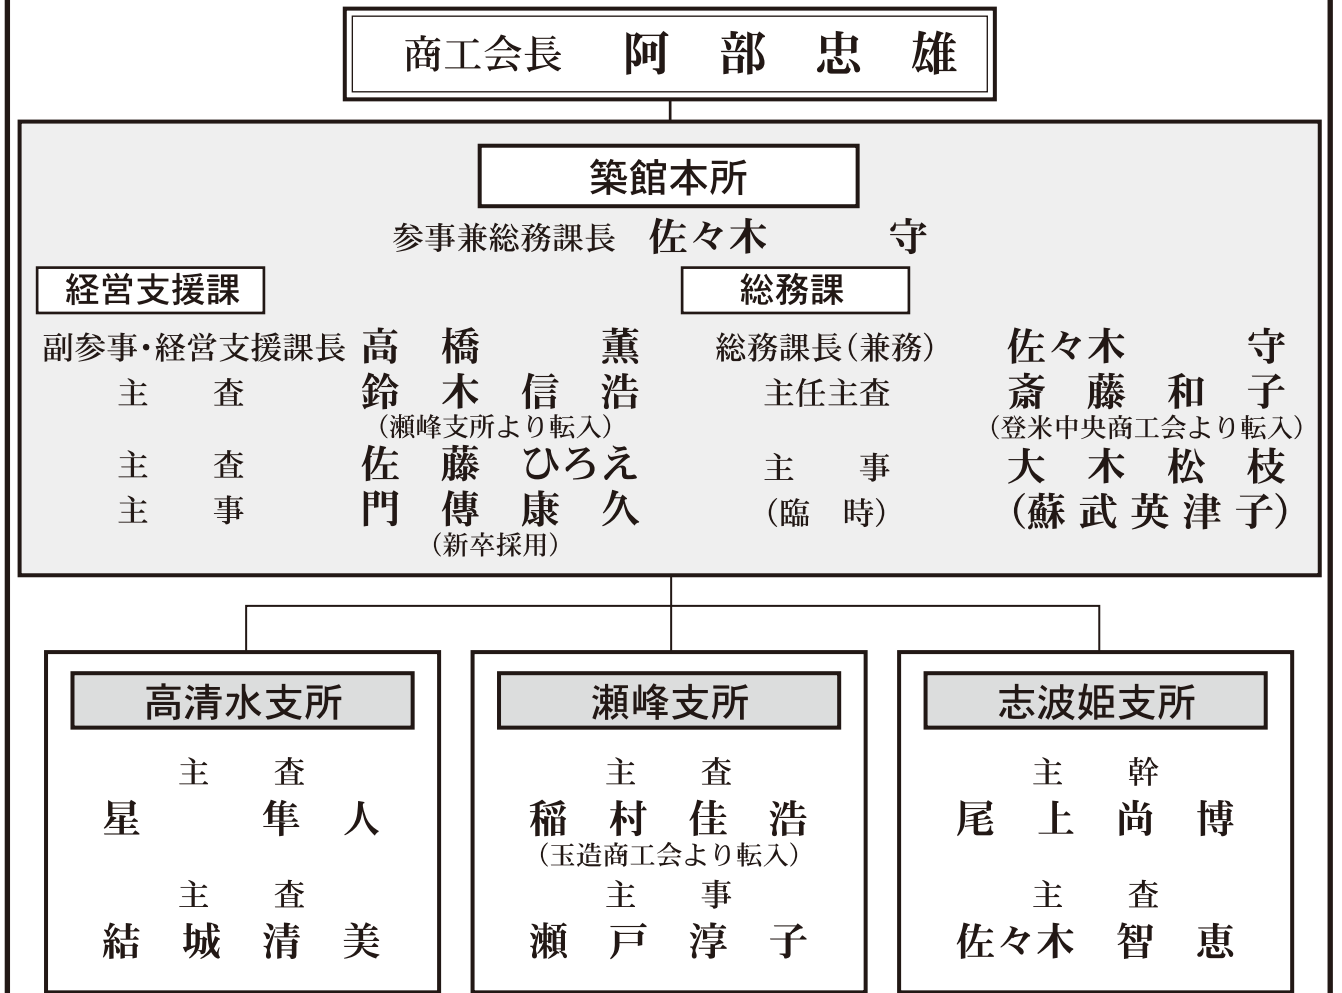 商工会長 阿部忠雄
築館本所
参事兼総務課長 佐々木 守
経営支援課
副参事・経営支援課長 高橋 薫
主査 鈴木信浩
（瀬峰支所より転入）
主査 佐藤ひろえ
主事 門傳康久
（新卒採用）
総務課
総務課長（兼務） 佐々木 守
主任主査 斎藤和子
（登米中央商工会より転入）
主事 大木松枝
（臨時） （蘇武英津子）
高清水支所
主査
星 隼人
主査
結城清美
瀬峰支所
主査
稲村佳浩
（玉造商工会より転入）
主事
瀬戸淳子
志波姫支所
主幹
尾上尚博
主査
佐々木智恵